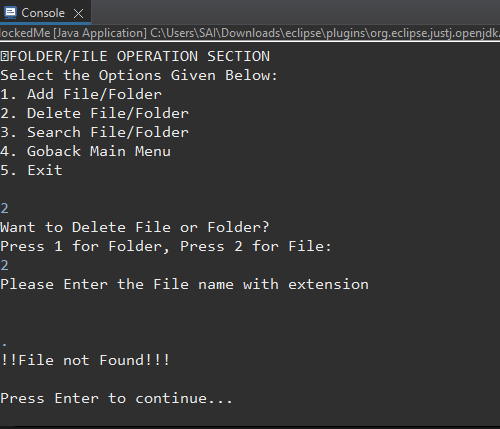 Console
lockedMe [Java Application] C:\Users\SAI\Downloads\eclipse\plugins\org.eclipse.justj.openjdk.
FOLDER/FILE OPERATION SECTION
Select the Options Given Below:
1. Add File/Folder
2. Delete File/Folder
3. Search File/Folder
4. Goback Main Menu
5. Exit
2
Want to Delete File or Folder?
Press 1 for Folder, Press 2 for File:
2
Please Enter the File name with extension
.
!!File not Found!!!
Press Enter to continue...